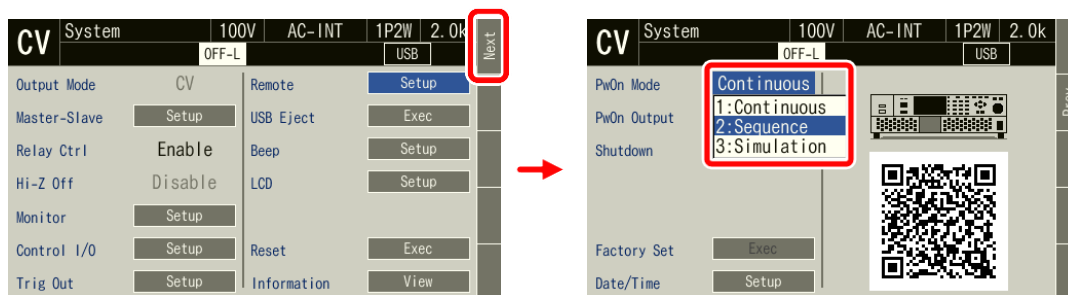 CV System 100V AC-INT 1P2W 2.0k
OFF-L USB
Next
Output Mode CV Remote Setup
Master-Slave Setup USB Eject Exec
Relay Ctrl Enable Beep Setup
Hi-Z Off Disable LCD Setup
Monitor Setup
Control I/O Setup Reset Exec
Trig Out Setup Information View
CV System 100V AC-INT 1P2W 2.0k
OFF-L USB
PwOn Mode Continuous
1:Continuous
PwOn Output 2:Sequence
Shutdown 3:Simulation
Factory Set Exec
Date/Time Setup